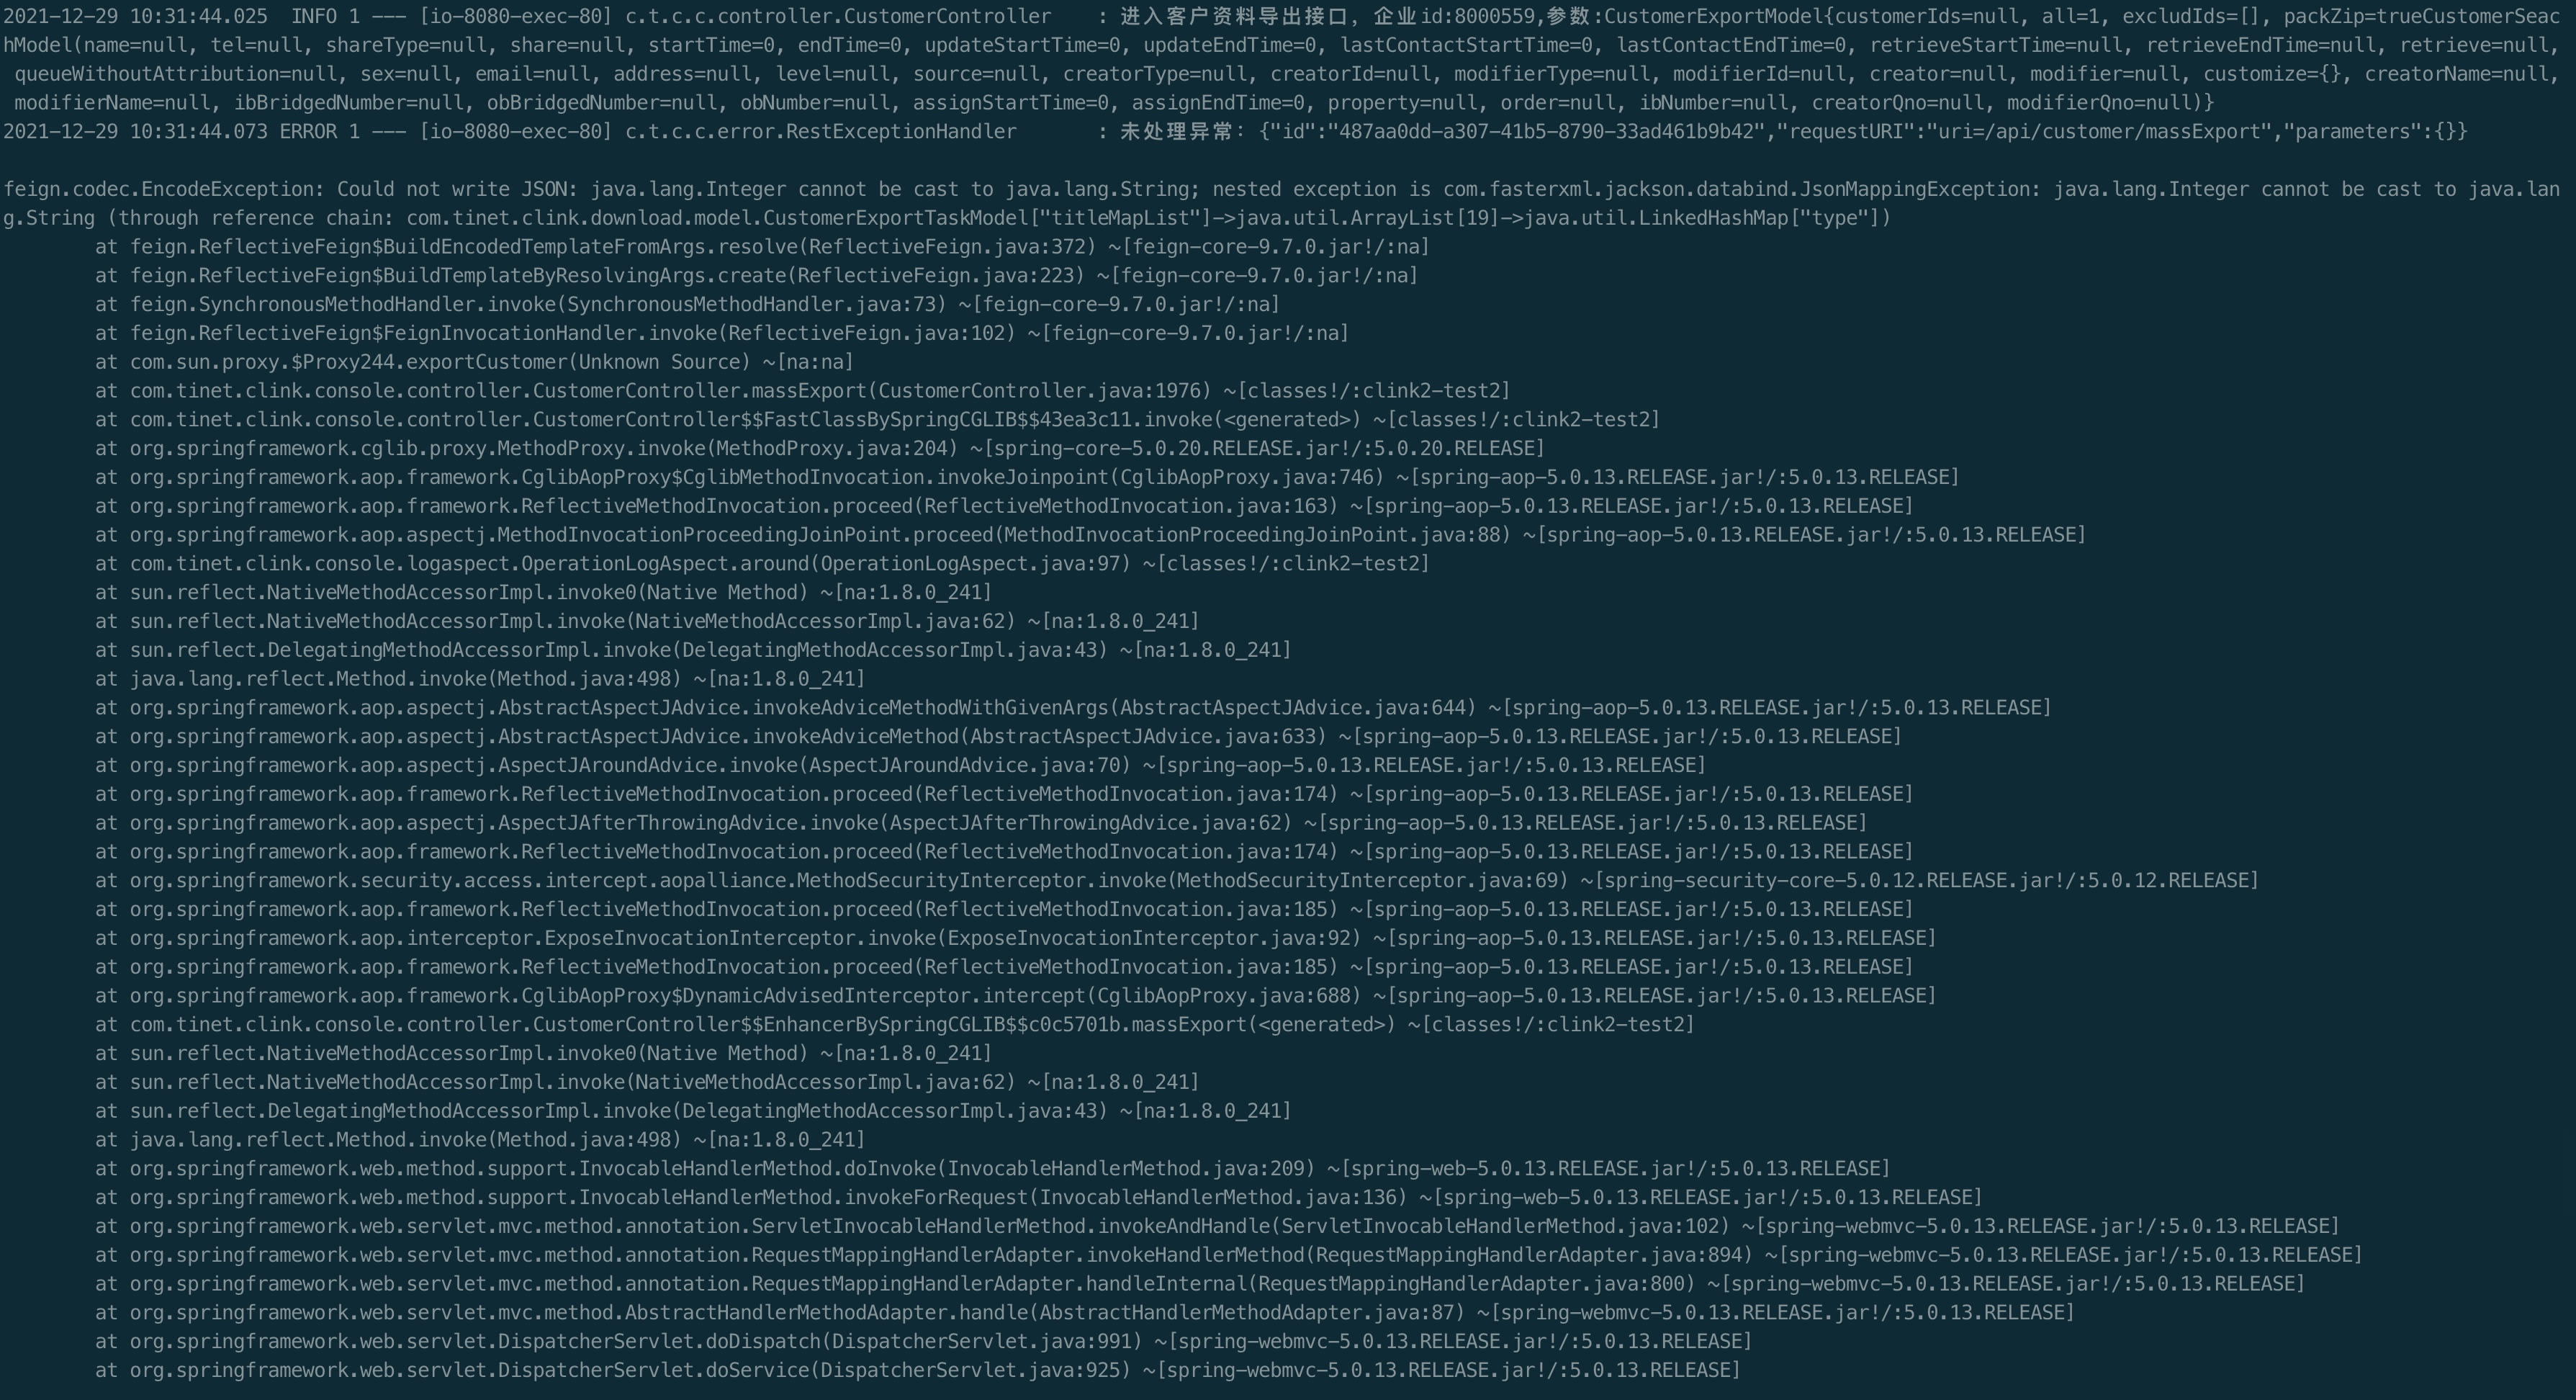 2021-12-29 10:31:44.025  INFO 1 --- [io-8080-exec-80] c.t.c.c.controller.CustomerController    : 进入客户资料导出接口, 企业id:8000559,参数:CustomerExportModel{customerIds=null, all=1, excludIds=[], packZip=trueCustomerSeac
hModel(name=null, tel=null, shareType=null, share=null, startTime=0, endTime=0, updateStartTime=0, updateEndTime=0, lastContactStartTime=0, lastContactEndTime=0, retrieveStartTime=null, retrieveEndTime=null, retrieve=null,
 queueWithoutAttribution=null, sex=null, email=null, address=null, level=null, source=null, creatorType=null, creatorId=null, modifierType=null, modifierId=null, creator=null, modifier=null, customize={}, creatorName=null,
 modifierName=null, ibBridgedNumber=null, obBridgedNumber=null, obNumber=null, assignStartTime=0, assignEndTime=0, property=null, order=null, ibNumber=null, creatorQno=null, modifierQno=null)}
2021-12-29 10:31:44.073 ERROR 1 --- [io-8080-exec-80] c.t.c.c.error.RestExceptionHandler       : 未处理异常: {"id":"487aa0dd-a307-41b5-8790-33ad461b9b42","requestURI":"uri=/api/customer/massExport","parameters":{}}
feign.codec.EncodeException: Could not write JSON: java.lang.Integer cannot be cast to java.lang.String; nested exception is com.fasterxml.jackson.databind.JsonMappingException: java.lang.Integer cannot be cast to java.lan
g.String (through reference chain: com.tinet.clink.download.model.CustomerExportTaskModel["titleMapList"]->java.util.ArrayList[19]->java.util.LinkedHashMap["type"])
        at feign.ReflectiveFeign$BuildEncodedTemplateFromArgs.resolve(ReflectiveFeign.java:372) ~[feign-core-9.7.0.jar!/:na]
        at feign.ReflectiveFeign$BuildTemplateByResolvingArgs.create(ReflectiveFeign.java:223) ~[feign-core-9.7.0.jar!/:na]
        at feign.SynchronousMethodHandler.invoke(SynchronousMethodHandler.java:73) ~[feign-core-9.7.0.jar!/:na]
        at feign.ReflectiveFeign$FeignInvocationHandler.invoke(ReflectiveFeign.java:102) ~[feign-core-9.7.0.jar!/:na]
        at com.sun.proxy.$Proxy244.exportCustomer(Unknown Source) ~[na:na]
        at com.tinet.clink.console.controller.CustomerController.massExport(CustomerController.java:1976) ~[classes!/:clink2-test2]
        at com.tinet.clink.console.controller.CustomerController$$FastClassBySpringCGLIB$$43ea3c11.invoke(<generated>) ~[classes!/:clink2-test2]
        at org.springframework.cglib.proxy.MethodProxy.invoke(MethodProxy.java:204) ~[spring-core-5.0.20.RELEASE.jar!/:5.0.20.RELEASE]
        at org.springframework.aop.framework.CglibAopProxy$CglibMethodInvocation.invokeJoinpoint(CglibAopProxy.java:746) ~[spring-aop-5.0.13.RELEASE.jar!/:5.0.13.RELEASE]
        at org.springframework.aop.framework.ReflectiveMethodInvocation.proceed(ReflectiveMethodInvocation.java:163) ~[spring-aop-5.0.13.RELEASE.jar!/:5.0.13.RELEASE]
        at org.springframework.aop.aspectj.MethodInvocationProceedingJoinPoint.proceed(MethodInvocationProceedingJoinPoint.java:88) ~[spring-aop-5.0.13.RELEASE.jar!/:5.0.13.RELEASE]
        at com.tinet.clink.console.logaspect.OperationLogAspect.around(OperationLogAspect.java:97) ~[classes!/:clink2-test2]
        at sun.reflect.NativeMethodAccessorImpl.invoke0(Native Method) ~[na:1.8.0_241]
        at sun.reflect.NativeMethodAccessorImpl.invoke(NativeMethodAccessorImpl.java:62) ~[na:1.8.0_241]
        at sun.reflect.DelegatingMethodAccessorImpl.invoke(DelegatingMethodAccessorImpl.java:43) ~[na:1.8.0_241]
        at java.lang.reflect.Method.invoke(Method.java:498) ~[na:1.8.0_241]
        at org.springframework.aop.aspectj.AbstractAspectJAdvice.invokeAdviceMethodWithGivenArgs(AbstractAspectJAdvice.java:644) ~[spring-aop-5.0.13.RELEASE.jar!/:5.0.13.RELEASE]
        at org.springframework.aop.aspectj.AbstractAspectJAdvice.invokeAdviceMethod(AbstractAspectJAdvice.java:633) ~[spring-aop-5.0.13.RELEASE.jar!/:5.0.13.RELEASE]
        at org.springframework.aop.aspectj.AspectJAroundAdvice.invoke(AspectJAroundAdvice.java:70) ~[spring-aop-5.0.13.RELEASE.jar!/:5.0.13.RELEASE]
        at org.springframework.aop.framework.ReflectiveMethodInvocation.proceed(ReflectiveMethodInvocation.java:174) ~[spring-aop-5.0.13.RELEASE.jar!/:5.0.13.RELEASE]
        at org.springframework.aop.aspectj.AspectJAfterThrowingAdvice.invoke(AspectJAfterThrowingAdvice.java:62) ~[spring-aop-5.0.13.RELEASE.jar!/:5.0.13.RELEASE]
        at org.springframework.aop.framework.ReflectiveMethodInvocation.proceed(ReflectiveMethodInvocation.java:174) ~[spring-aop-5.0.13.RELEASE.jar!/:5.0.13.RELEASE]
        at org.springframework.security.access.intercept.aopalliance.MethodSecurityInterceptor.invoke(MethodSecurityInterceptor.java:69) ~[spring-security-core-5.0.12.RELEASE.jar!/:5.0.12.RELEASE]
        at org.springframework.aop.framework.ReflectiveMethodInvocation.proceed(ReflectiveMethodInvocation.java:185) ~[spring-aop-5.0.13.RELEASE.jar!/:5.0.13.RELEASE]
        at org.springframework.aop.interceptor.ExposeInvocationInterceptor.invoke(ExposeInvocationInterceptor.java:92) ~[spring-aop-5.0.13.RELEASE.jar!/:5.0.13.RELEASE]
        at org.springframework.aop.framework.ReflectiveMethodInvocation.proceed(ReflectiveMethodInvocation.java:185) ~[spring-aop-5.0.13.RELEASE.jar!/:5.0.13.RELEASE]
        at org.springframework.aop.framework.CglibAopProxy$DynamicAdvisedInterceptor.intercept(CglibAopProxy.java:688) ~[spring-aop-5.0.13.RELEASE.jar!/:5.0.13.RELEASE]
        at com.tinet.clink.console.controller.CustomerController$$EnhancerBySpringCGLIB$$c0c5701b.massExport(<generated>) ~[classes!/:clink2-test2]
        at sun.reflect.NativeMethodAccessorImpl.invoke0(Native Method) ~[na:1.8.0_241]
        at sun.reflect.NativeMethodAccessorImpl.invoke(NativeMethodAccessorImpl.java:62) ~[na:1.8.0_241]
        at sun.reflect.DelegatingMethodAccessorImpl.invoke(DelegatingMethodAccessorImpl.java:43) ~[na:1.8.0_241]
        at java.lang.reflect.Method.invoke(Method.java:498) ~[na:1.8.0_241]
        at org.springframework.web.method.support.InvocableHandlerMethod.doInvoke(InvocableHandlerMethod.java:209) ~[spring-web-5.0.13.RELEASE.jar!/:5.0.13.RELEASE]
        at org.springframework.web.method.support.InvocableHandlerMethod.invokeForRequest(InvocableHandlerMethod.java:136) ~[spring-web-5.0.13.RELEASE.jar!/:5.0.13.RELEASE]
        at org.springframework.web.servlet.mvc.method.annotation.ServletInvocableHandlerMethod.invokeAndHandle(ServletInvocableHandlerMethod.java:102) ~[spring-webmvc-5.0.13.RELEASE.jar!/:5.0.13.RELEASE]
        at org.springframework.web.servlet.mvc.method.annotation.RequestMappingHandlerAdapter.invokeHandlerMethod(RequestMappingHandlerAdapter.java:894) ~[spring-webmvc-5.0.13.RELEASE.jar!/:5.0.13.RELEASE]
        at org.springframework.web.servlet.mvc.method.annotation.RequestMappingHandlerAdapter.handleInternal(RequestMappingHandlerAdapter.java:800) ~[spring-webmvc-5.0.13.RELEASE.jar!/:5.0.13.RELEASE]
        at org.springframework.web.servlet.mvc.method.AbstractHandlerMethodAdapter.handle(AbstractHandlerMethodAdapter.java:87) ~[spring-webmvc-5.0.13.RELEASE.jar!/:5.0.13.RELEASE]
        at org.springframework.web.servlet.DispatcherServlet.doDispatch(DispatcherServlet.java:991) ~[spring-webmvc-5.0.13.RELEASE.jar!/:5.0.13.RELEASE]
        at org.springframework.web.servlet.DispatcherServlet.doService(DispatcherServlet.java:925) ~[spring-webmvc-5.0.13.RELEASE.jar!/:5.0.13.RELEASE]